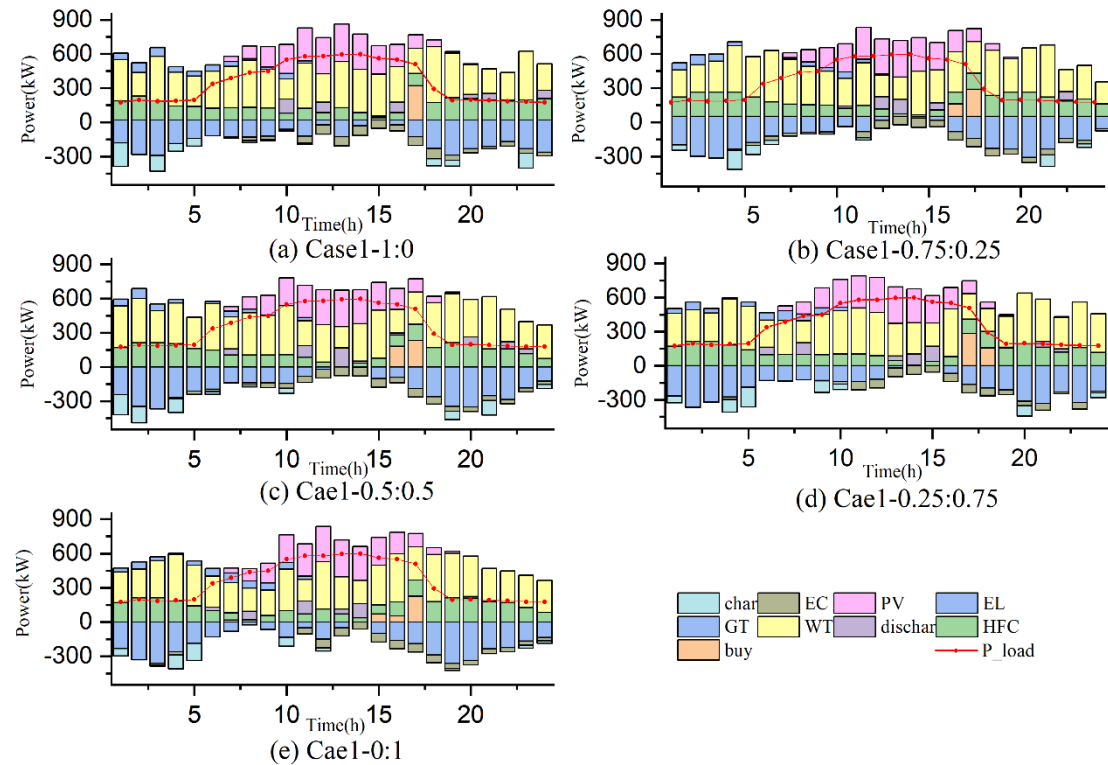 900
600
300
0
-300
Power(kW)
5
10
15
20
Time(h)
(a) Case1-1:0
900
600
300
0
-300
Power(kW)
5
10
15
20
Time(h)
(b) Case1-0.75:0.25
900
600
300
0
-300
Power(kW)
5
10
15
20
Time(h)
(c) Cae1-0.5:0.5
900
600
300
0
-300
Power(kW)
5
10
15
20
Time(h)
(d) Cae1-0.25:0.75
900
600
300
0
-300
Power(kW)
5
10
15
20
Time(h)
(e) Cae1-0:1
char EC PV EL
GT WT dischar HFC
buy P_load